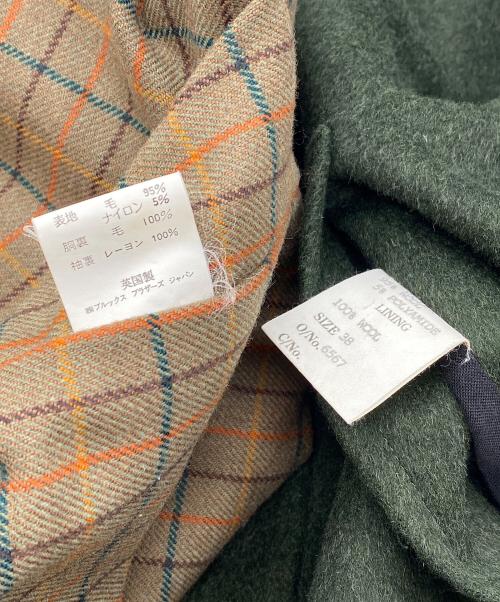 表地 毛 95%
ナイロン 5%
胴裏 毛 100%
袖裏 レーヨン 100%
英国製
㈱ブルックス ブラザーズ ジャパン
5% POLYAMIDE
LINING
100% WOOL
SIZE 38
O/No. 6567
C/No.